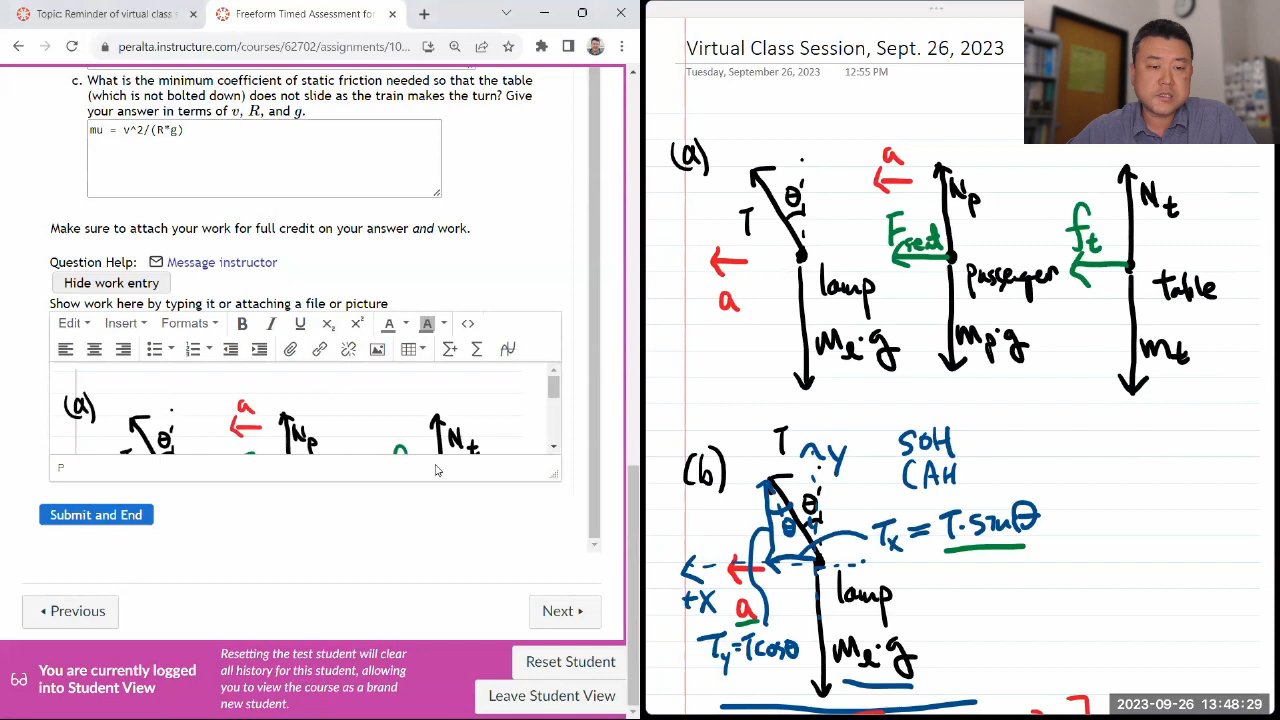 Topic: Reminder of virtual class s
Freeform Timed Assessment for
peralta.instructure.com/courses/62702/assignments/10...
c. What is the minimum coefficient of static friction needed so that the table
(which is not bolted down) does not slide as the train makes the turn? Give
your answer in terms of v, R, and g.
mu = v^2/(R*g)
Make sure to attach your work for full credit on your answer and work.
Question Help: Message instructor
Hide work entry
Show work here by typing it or attaching a file or picture
Edit Insert Formats B I U x₂ x² A A <>
(a) θ a Np Nt
P
Submit and End
Previous
Next
You are currently logged
into Student View
Resetting the test student will clear
all history for this student, allowing
you to view the course as a brand
new student.
Reset Student
Leave Student View
Virtual Class Session, Sept. 26, 2023
Tuesday, September 26, 2023 12:55 PM
(a)
T θ a
lamp
mℓ·g
a Np
Fseat
passenger
mp·g
Nt
ft
table
mt
(b)
T y SOH
CAH
θ θ Tx = T·sinθ
+x a lamp
Ty=Tcosθ mℓ·g
2023-09-26 13:48:29